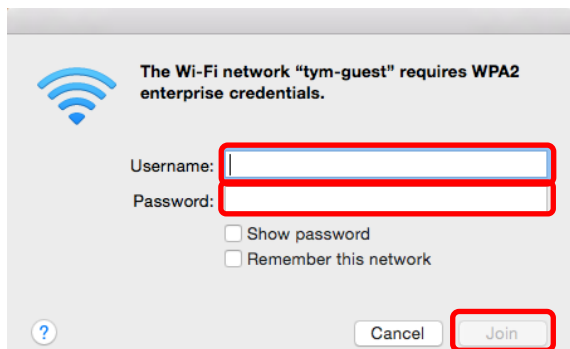 The Wi-Fi network “tym-guest” requires WPA2
enterprise credentials.
Username:
Password:
Show password
Remember this network
? Cancel Join